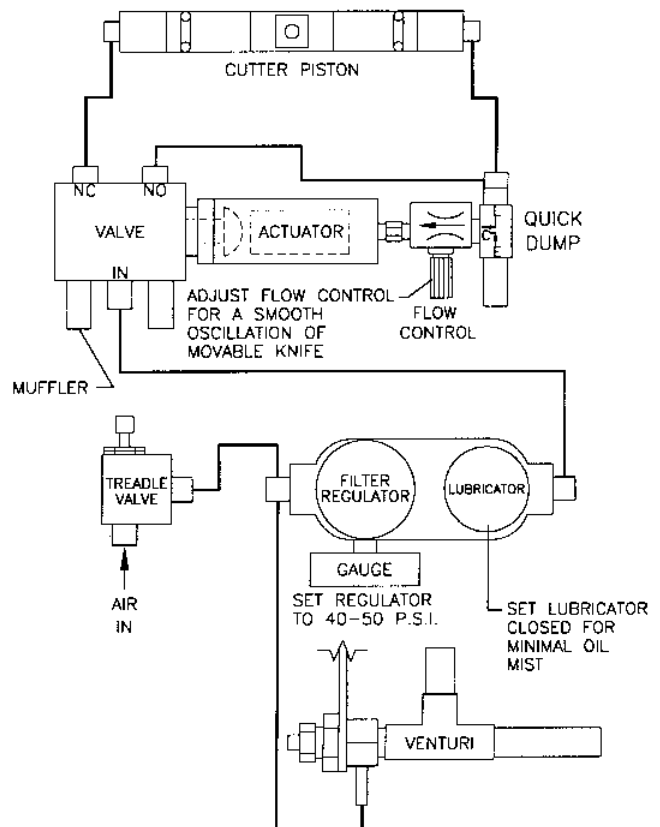 CUTTER PISTON
NC
NO
VALVE
ACTUATOR
QUICK
DUMP
IN
ADJUST FLOW CONTROL
FOR A SMOOTH
OSCILLATION OF
MOVABLE KNIFE
FLOW
CONTROL
MUFFLER
TREADLE
VALVE
FILTER
REGULATOR
LUBRICATOR
GAUGE
AIR
IN
SET REGULATOR
TO 40-50 P.S.I.
SET LUBRICATOR
CLOSED FOR
MINIMAL OIL
MIST
VENTURI